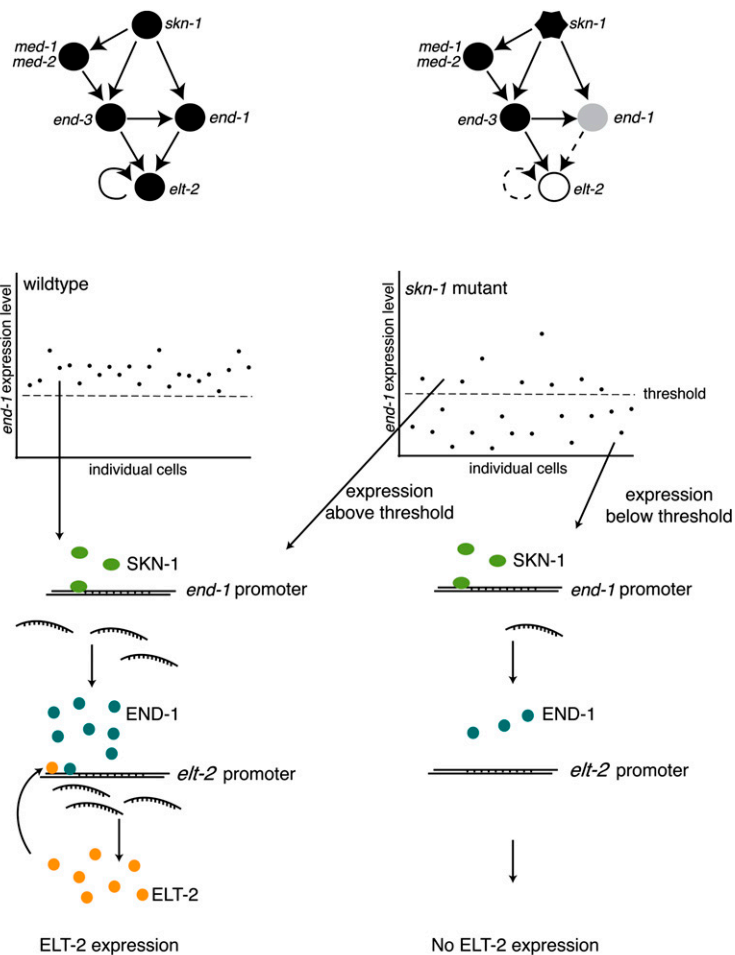 skn-1
med-1
med-2
end-3
end-1
elt-2
skn-1
med-1
med-2
end-3
end-1
elt-2
wildtype
end-1 expression level
individual cells
skn-1 mutant
end-1 expression level
threshold
individual cells
expression
above threshold
expression
below threshold
SKN-1
end-1 promoter
SKN-1
end-1 promoter
END-1
elt-2 promoter
END-1
elt-2 promoter
ELT-2
ELT-2 expression
No ELT-2 expression